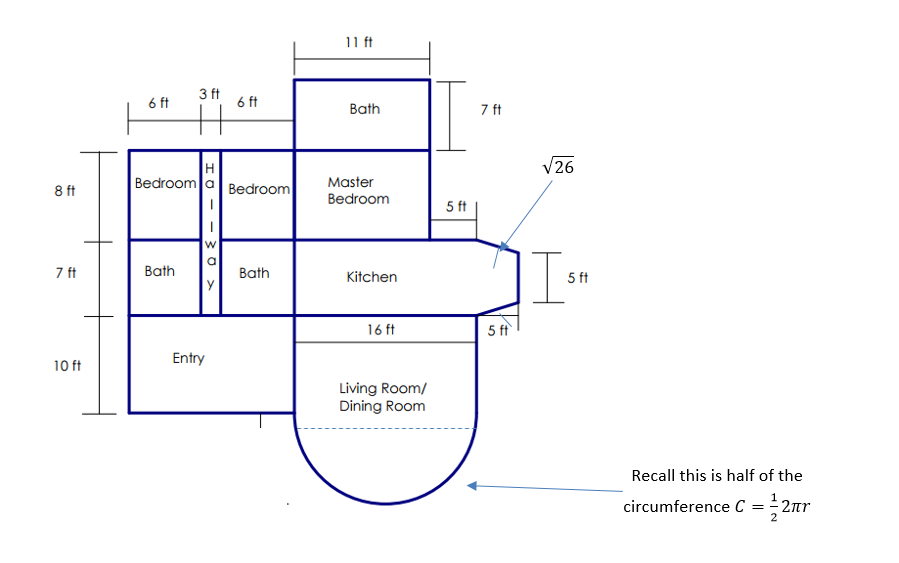 11 ft
3 ft
6 ft
6 ft
Bath
7 ft
√26
8 ft
Bedroom
H
a
l
l
w
a
y
Bedroom
Master
Bedroom
5 ft
7 ft
Bath
Bath
Kitchen
5 ft
16 ft
5 ft
10 ft
Entry
Living Room/
Dining Room
Recall this is half of the
circumference C = 1/2 2πr